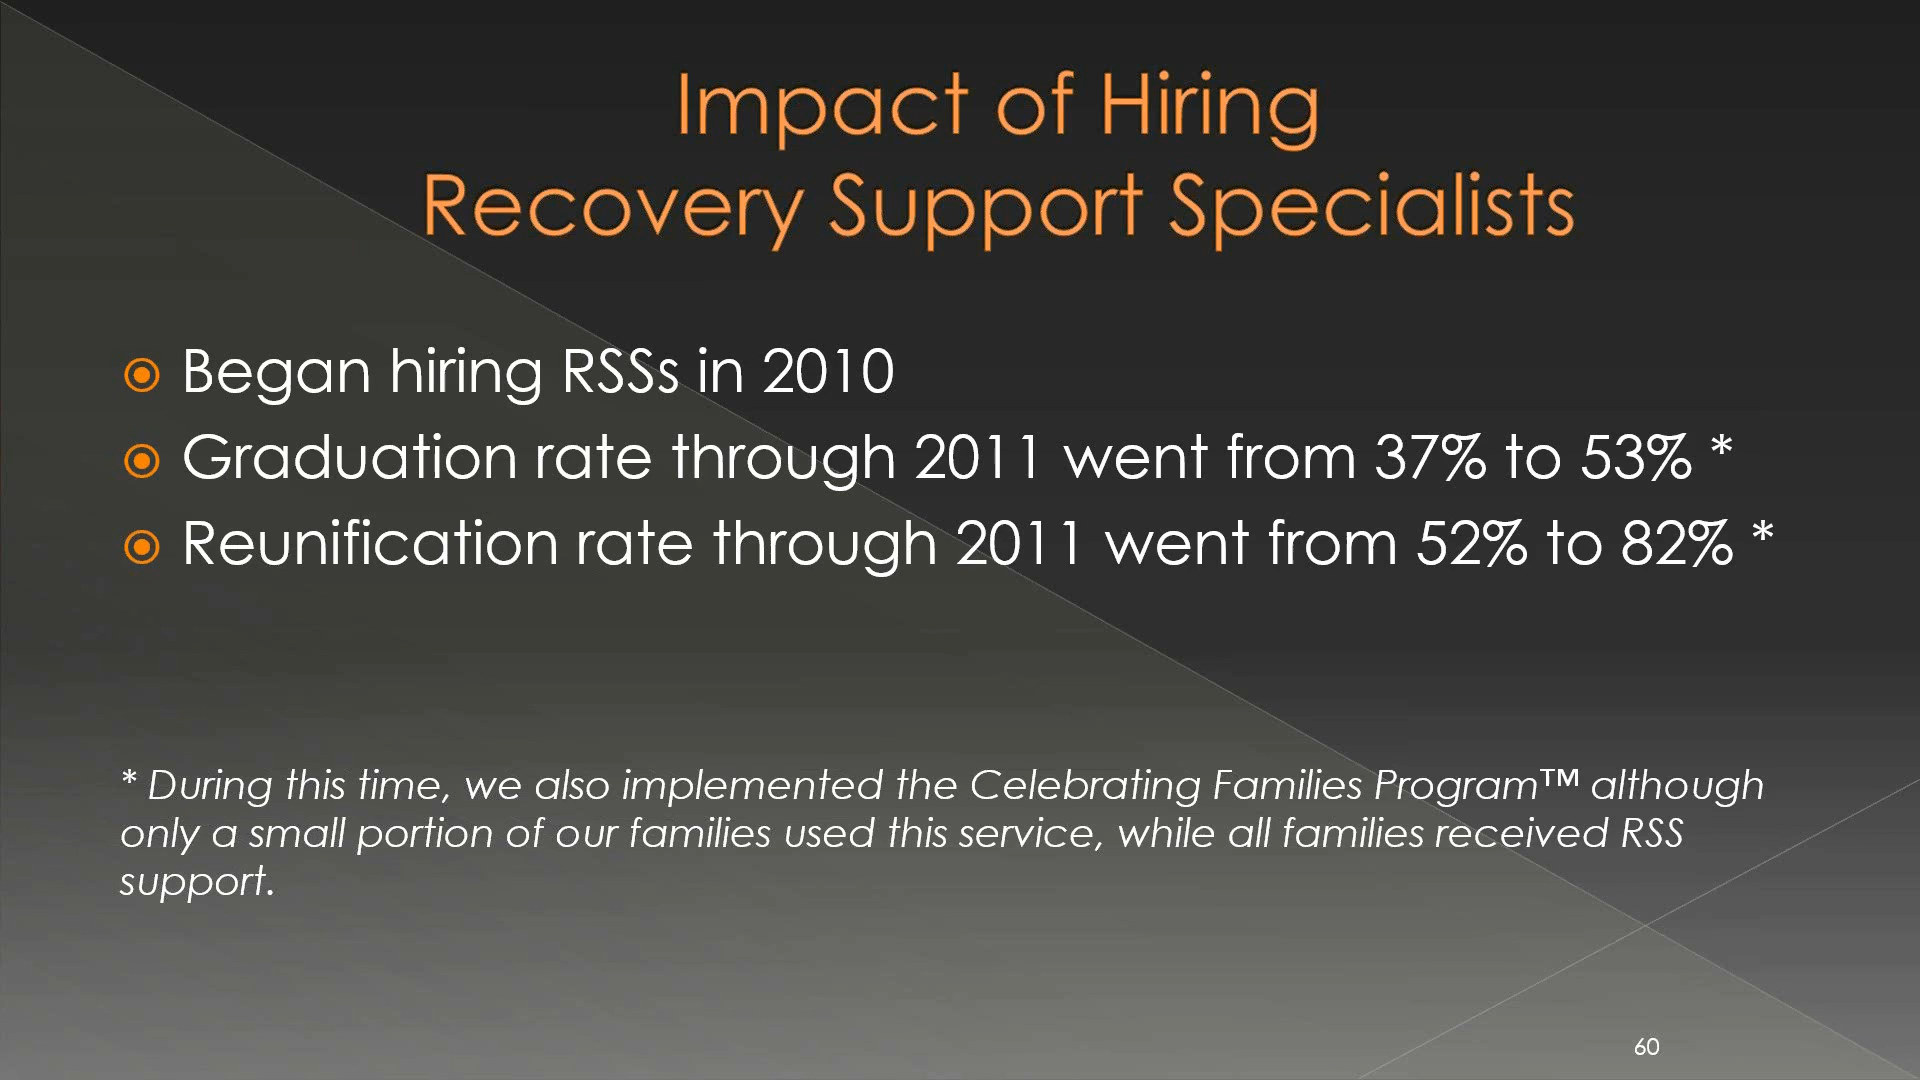 Impact of Hiring
Recovery Support Specialists
Began hiring RSSs in 2010
Graduation rate through 2011 went from 37% to 53% *
Reunification rate through 2011 went from 52% to 82% *
* During this time, we also implemented the Celebrating Families Program™ although
only a small portion of our families used this service, while all families received RSS
support.
60